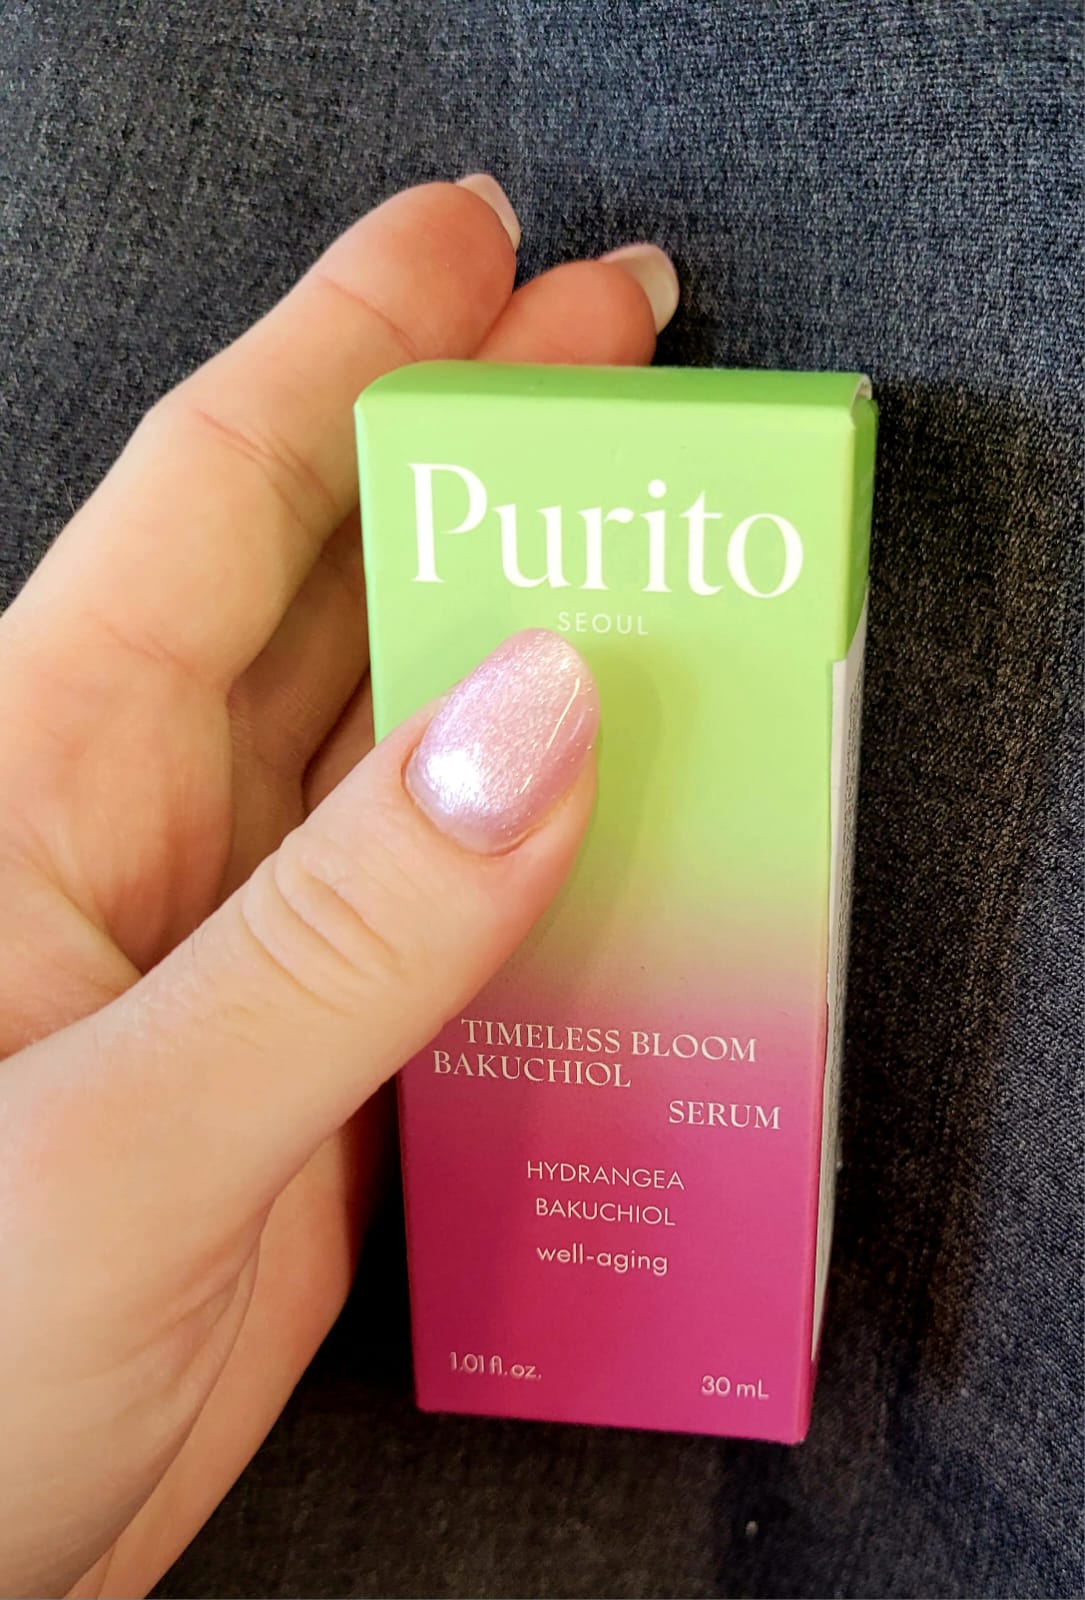 Purito
SEOUL
TIMELESS BLOOM
BAKUCHIOL
SERUM
HYDRANGEA
BAKUCHIOL
well-aging
1.01 fl. oz.
30 mL